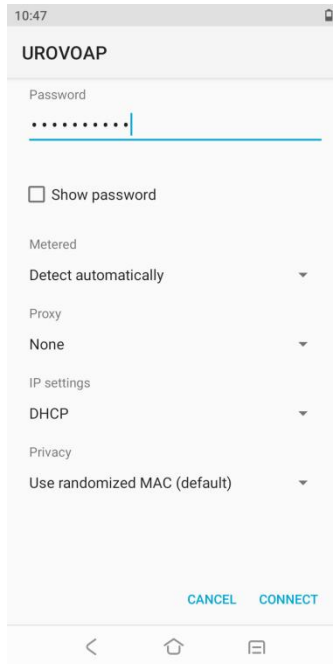 10:47
UROVOAP
Password
••••••••••
Show password
Metered
Detect automatically
Proxy
None
IP settings
DHCP
Privacy
Use randomized MAC (default)
CANCEL CONNECT